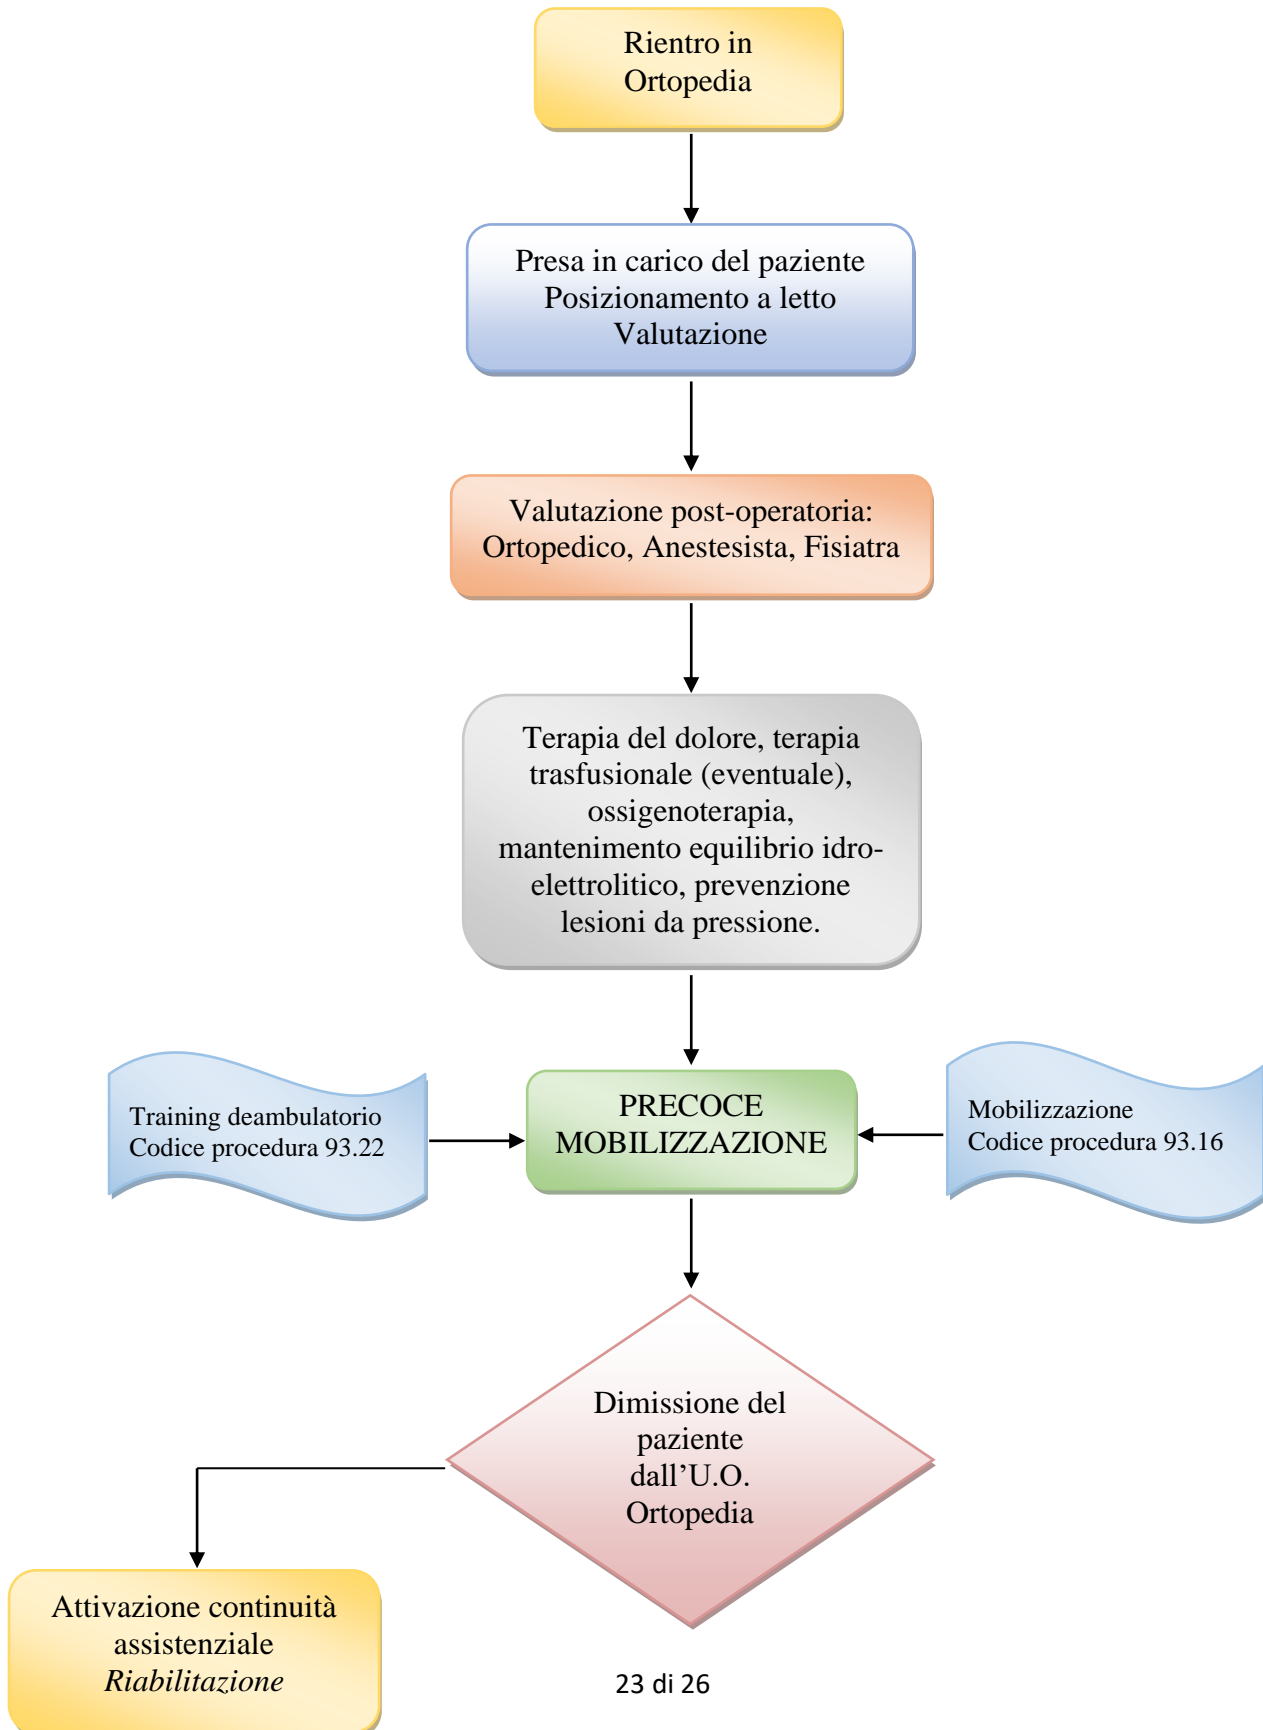 Rientro in
Ortopedia
Presa in carico del paziente
Posizionamento a letto
Valutazione
Valutazione post-operatoria:
Ortopedico, Anestesista, Fisiatra
Terapia del dolore, terapia
trasfusionale (eventuale),
ossigenoterapia,
mantenimento equilibrio idro-
elettrolitico, prevenzione
lesioni da pressione.
Training deambulatorio
Codice procedura 93.22
PRECOCE
MOBILIZZAZIONE
Mobilizzazione
Codice procedura 93.16
Dimissione del
paziente
dall’U.O.
Ortopedia
Attivazione continuità
assistenziale
Riabilitazione
23 di 26